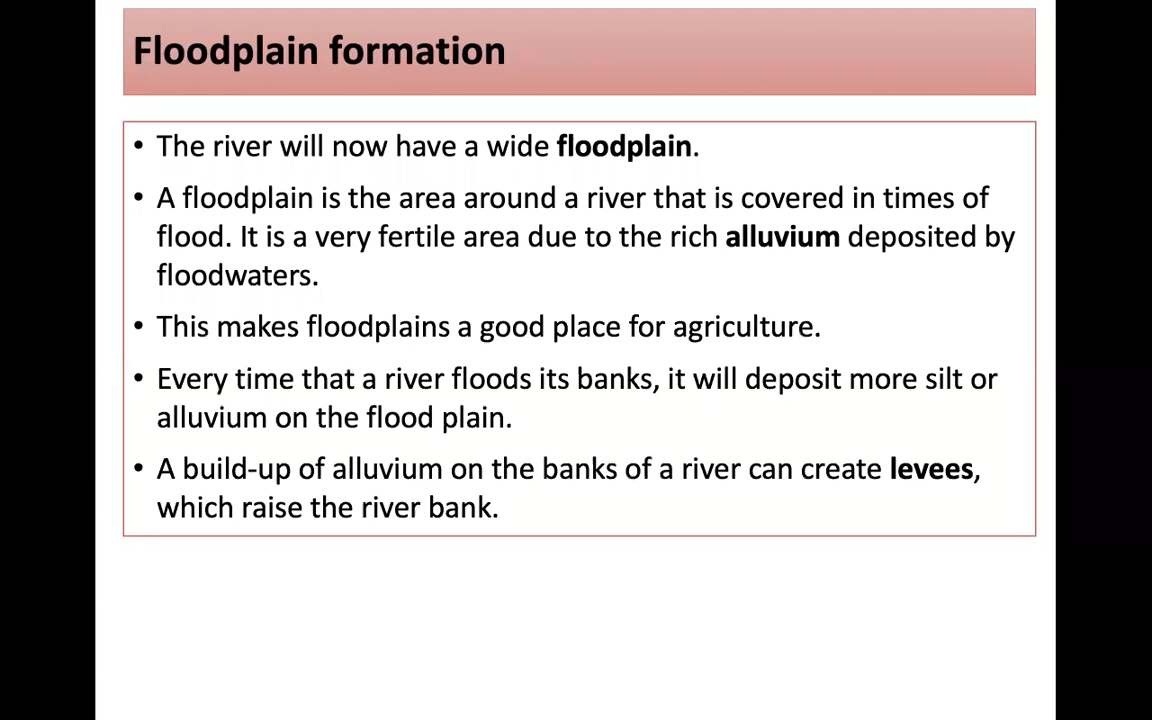 Floodplain formation
• The river will now have a wide floodplain.
• A floodplain is the area around a river that is covered in times of
flood. It is a very fertile area due to the rich alluvium deposited by
floodwaters.
• This makes floodplains a good place for agriculture.
• Every time that a river floods its banks, it will deposit more silt or
alluvium on the flood plain.
• A build-up of alluvium on the banks of a river can create levees,
which raise the river bank.